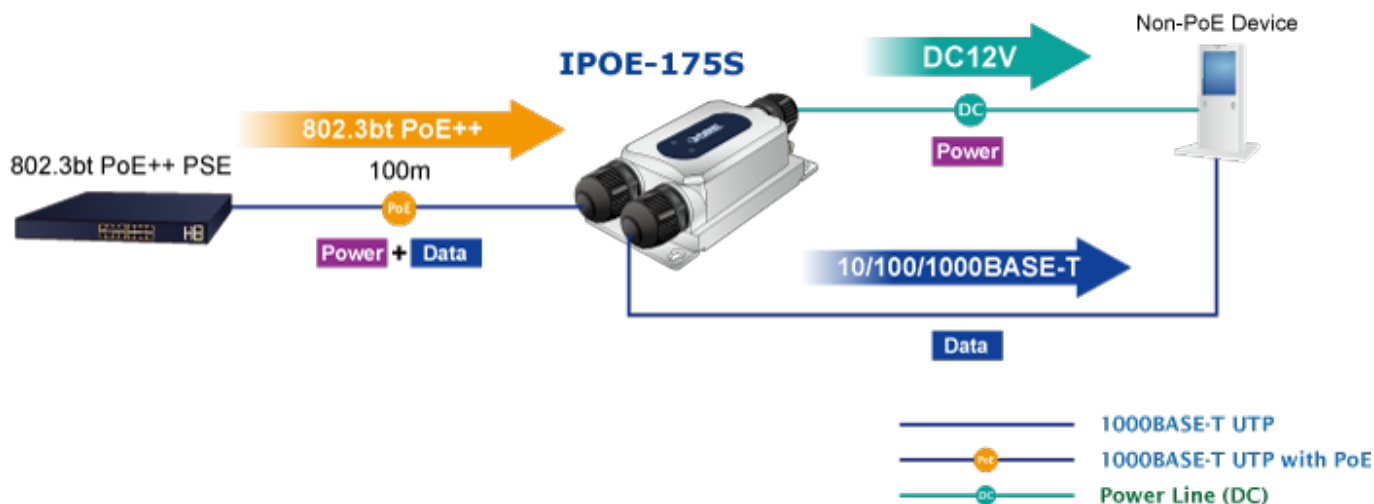 Non-PoE Device
IPOE-175S
DC12V
802.3bt PoE++
DC
802.3bt PoE++ PSE
100m
Power
PoE
Power + Data
10/100/1000BASE-T
Data
1000BASE-T UTP
PoE
1000BASE-T UTP with PoE
DC
Power Line (DC)